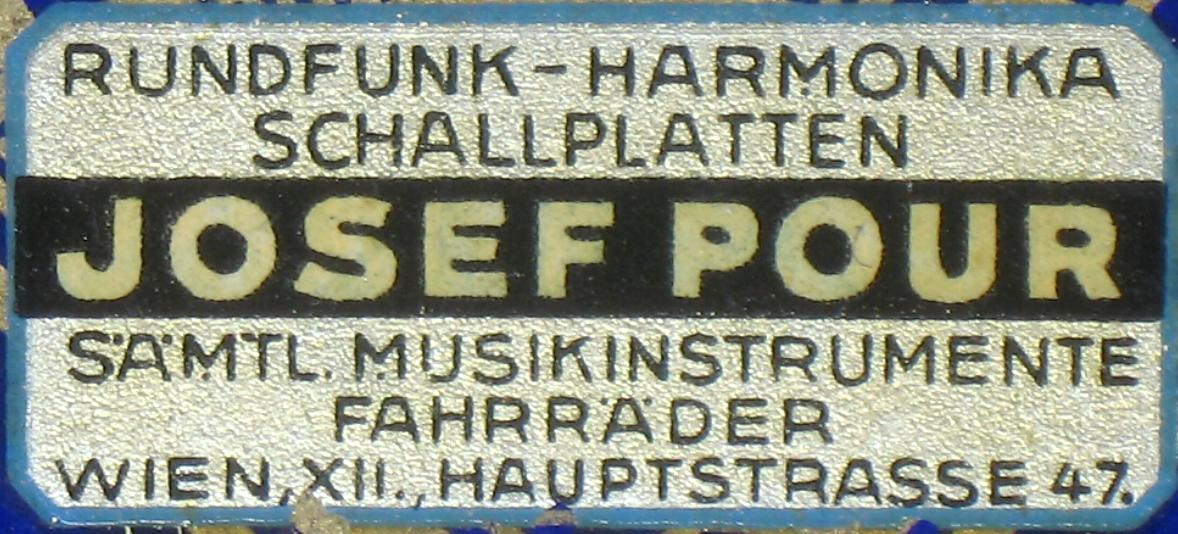 RUNDFUNK-HARMONIKA
SCHALLPLATTEN
JOSEF POUR
SÄMTL. MUSIKINSTRUMENTE
FAHRRÄDER
WIEN, XII., HAUPTSTRASSE 47.